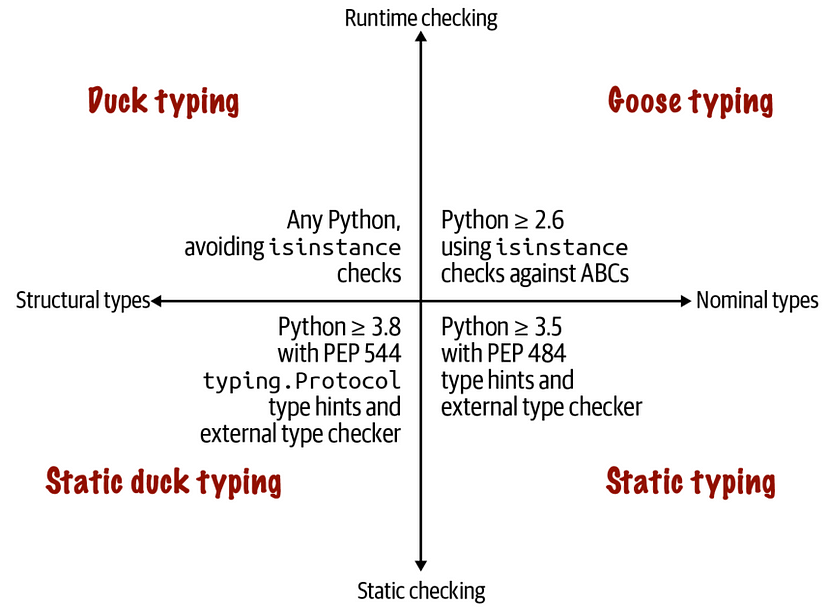 Runtime checking
Duck typing
Goose typing
Any Python,
avoiding isinstance
checks
Python ≥ 2.6
using isinstance
checks against ABCs
Structural types
Nominal types
Python ≥ 3.8
with PEP 544
typing.Protocol
type hints and
external type checker
Python ≥ 3.5
with PEP 484
type hints and
external type checker
Static duck typing
Static typing
Static checking